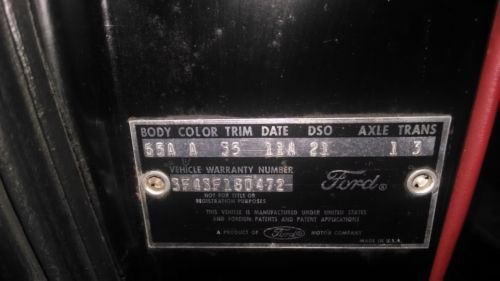 BODY COLOR TRIM DATE DSO AXLE TRANS
65A A 55 11A 21 1 3
VEHICLE WARRANTY NUMBER
Ford®
NOT FOR TITLE OR
REGISTRATION PURPOSES
THIS VEHICLE IS MANUFACTURED UNDER UNITED STATES
AND FOREIGN PATENTS AND PATENT APPLICATIONS
A PRODUCT OF Ford MOTOR COMPANY
MADE IN U.S.A.